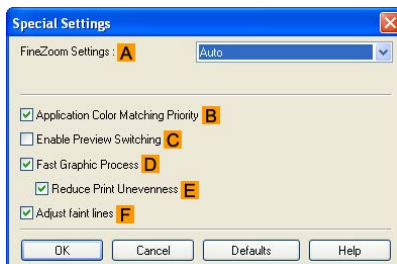 Special Settings
FineZoom Settings : A Auto
Application Color Matching Priority B
Enable Preview Switching C
Fast Graphic Process D
Reduce Print Unevenness E
Adjust faint lines F
OK Cancel Defaults Help